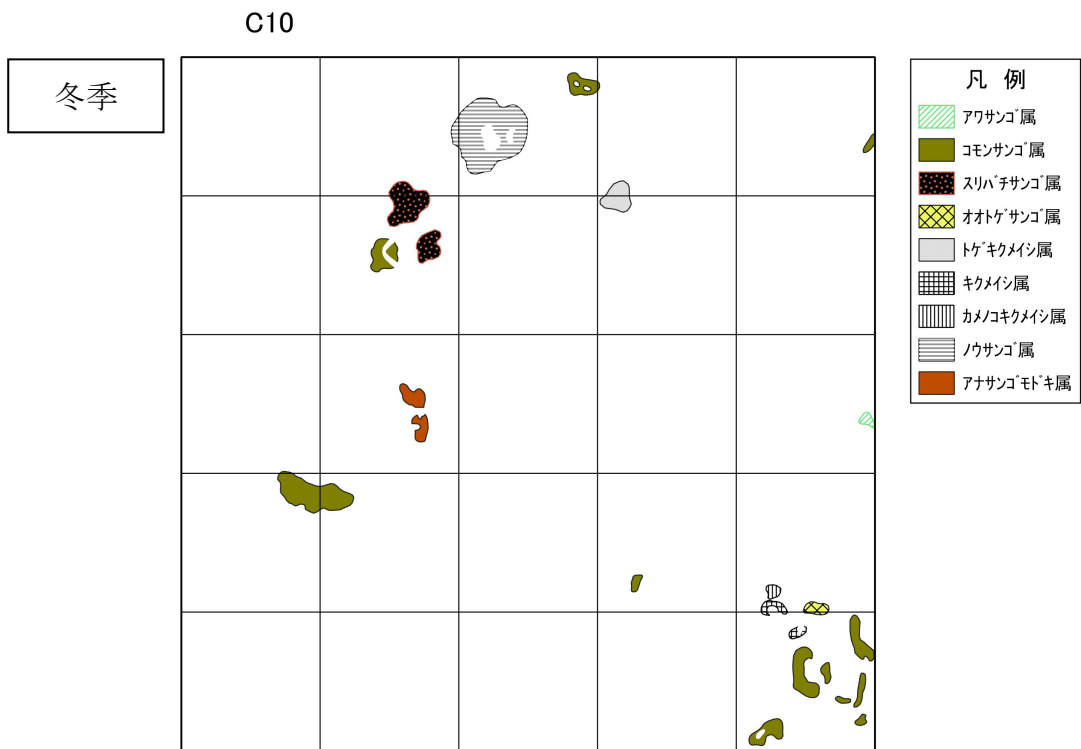 C10
冬季
凡 例
アワサンゴ属
コモンサンゴ属
スリバチサンゴ属
オオトゲサンゴ属
トゲキクメイシ属
キクメイシ属
カメノコキクメイシ属
ノウサンゴ属
アナサンゴモドキ属